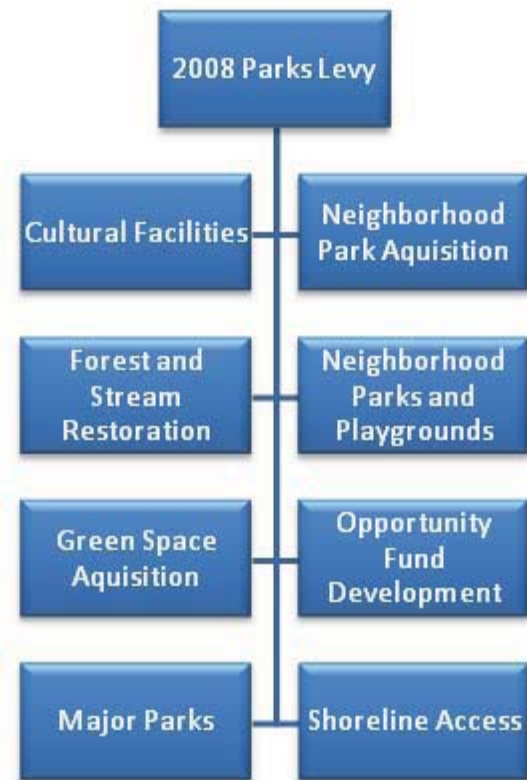 2008 Parks Levy
Cultural Facilities
Neighborhood
Park Aquisition
Forest and
Stream
Restoration
Neighborhood
Parks and
Playgrounds
Green Space
Aquisition
Opportunity
Fund
Development
Major Parks
Shoreline Access